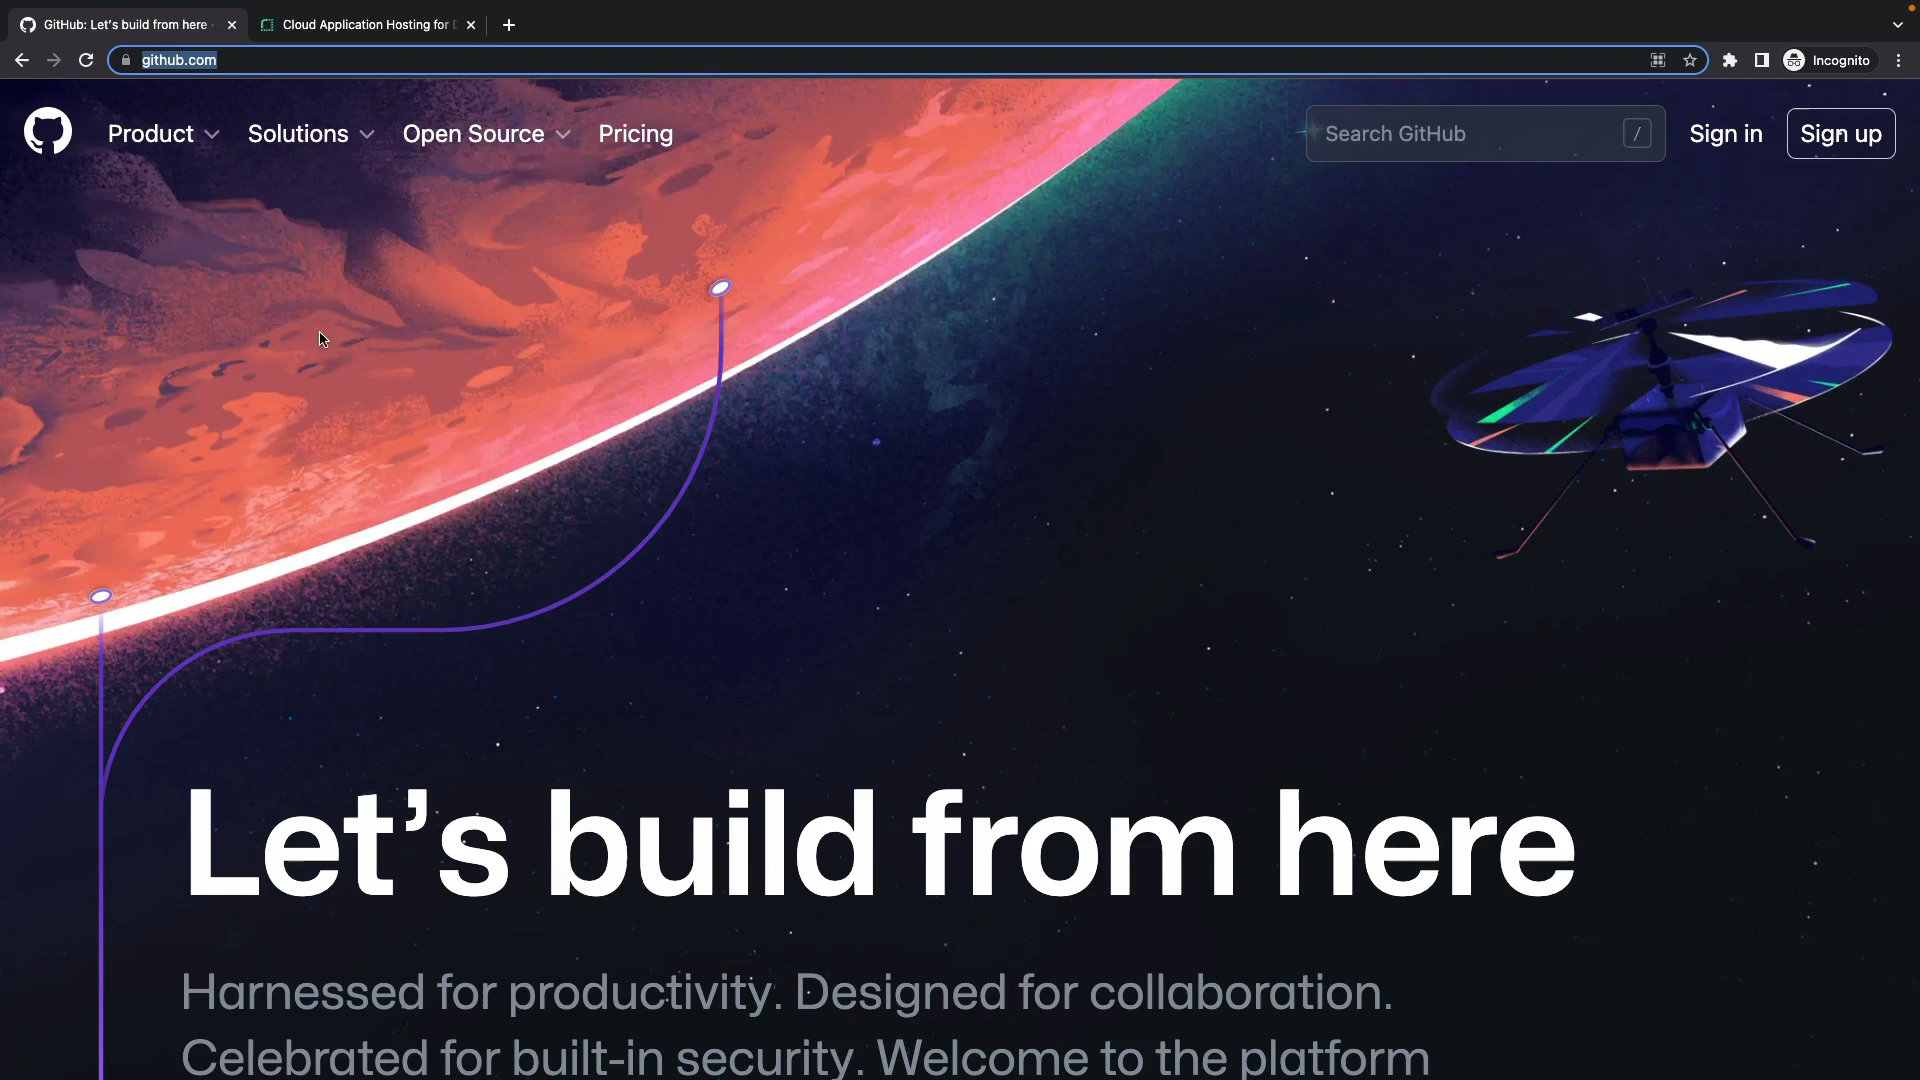 GitHub: Let's build from here ·
Cloud Application Hosting for D
github.com
Incognito
Product
Solutions
Open Source
Pricing
Search GitHub
/
Sign in
Sign up
Let’s build from here
Harnessed for productivity. Designed for collaboration.
Celebrated for built-in security. Welcome to the platform